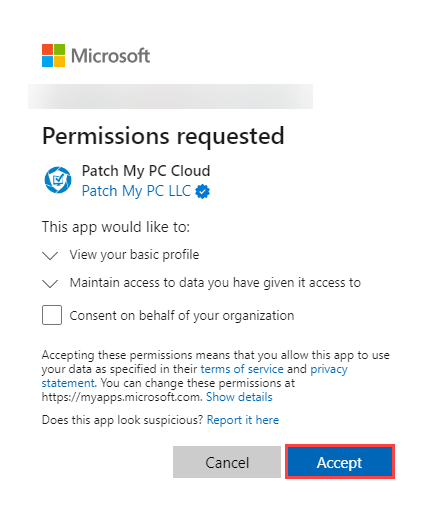 Microsoft
Permissions requested
Patch My PC Cloud
Patch My PC LLC
This app would like to:
View your basic profile
Maintain access to data you have given it access to
Consent on behalf of your organization
Accepting these permissions means that you allow this app to use
your data as specified in their terms of service and privacy
statement. You can change these permissions at
https://myapps.microsoft.com. Show details
Does this app look suspicious? Report it here
Cancel
Accept